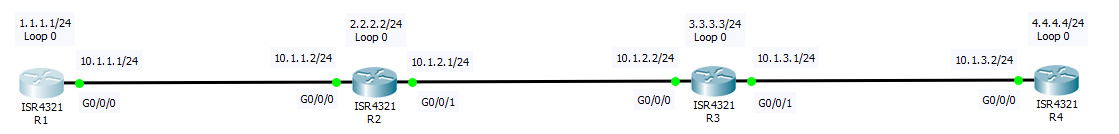 1.1.1.1/24
Loop 0
10.1.1.1/24
G0/0/0
ISR4321
R1
2.2.2.2/24
Loop 0
10.1.1.2/24
10.1.2.1/24
G0/0/0
G0/0/1
ISR4321
R2
3.3.3.3/24
Loop 0
10.1.2.2/24
10.1.3.1/24
G0/0/0
G0/0/1
ISR4321
R3
4.4.4.4/24
Loop 0
10.1.3.2/24
G0/0/0
ISR4321
R4